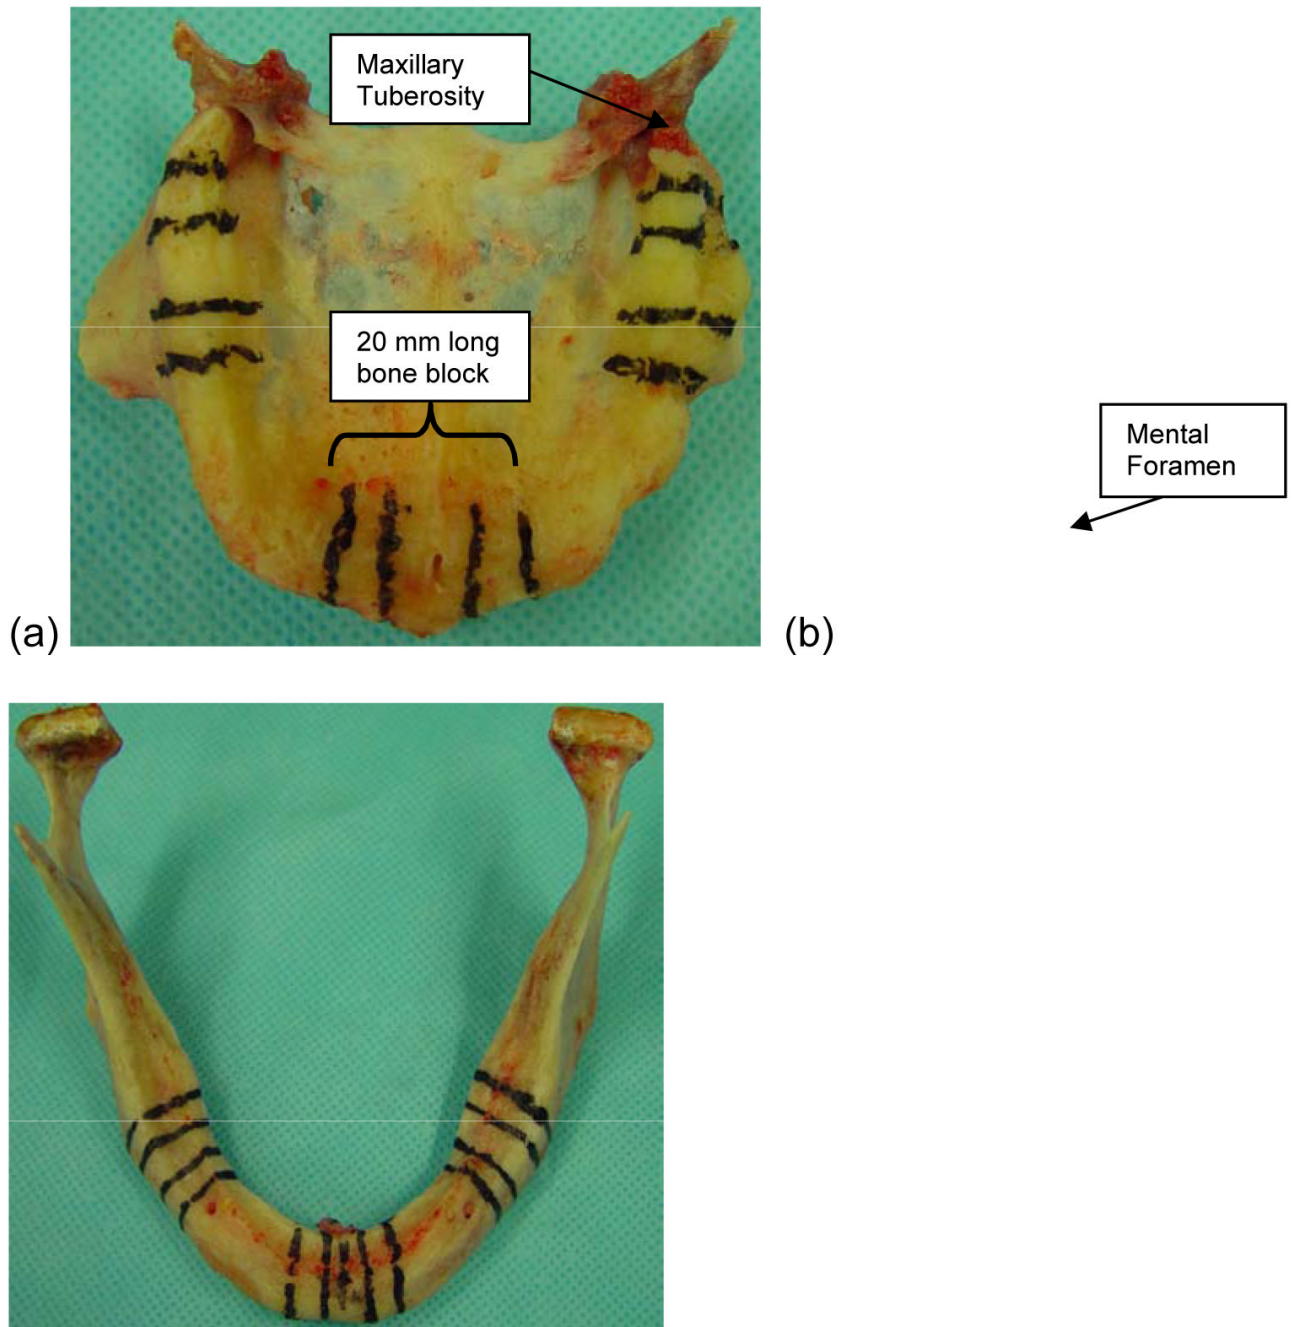 Maxillary
Tuberosity
20 mm long
bone block
Mental
Foramen
(a)
(b)